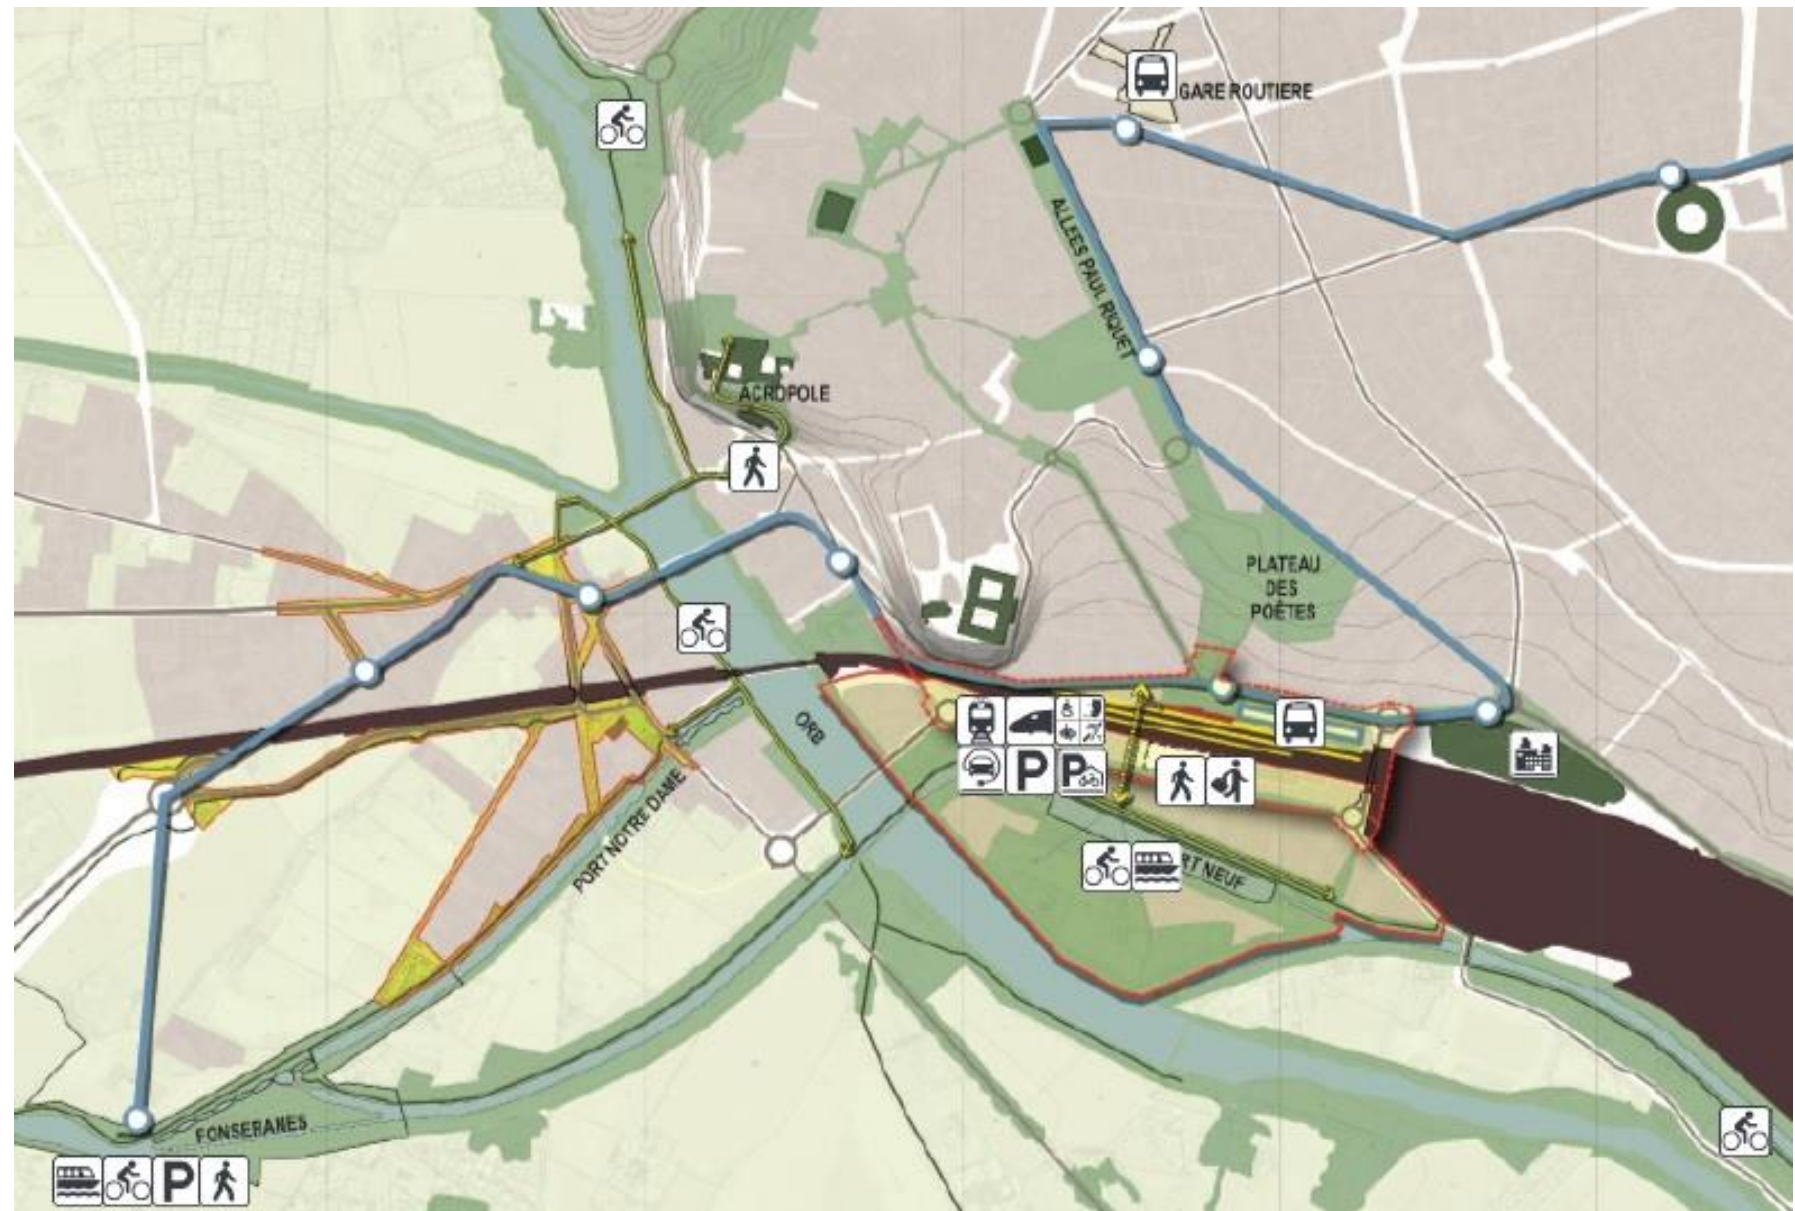 GARE ROUTIERE
ALLEES PAUL RIQUET
ACROPOLE
PLATEAU
DES
POÈTES
ORB
P
P
PORT NOTRE DAME
RT NEUF
FONSERANES
P